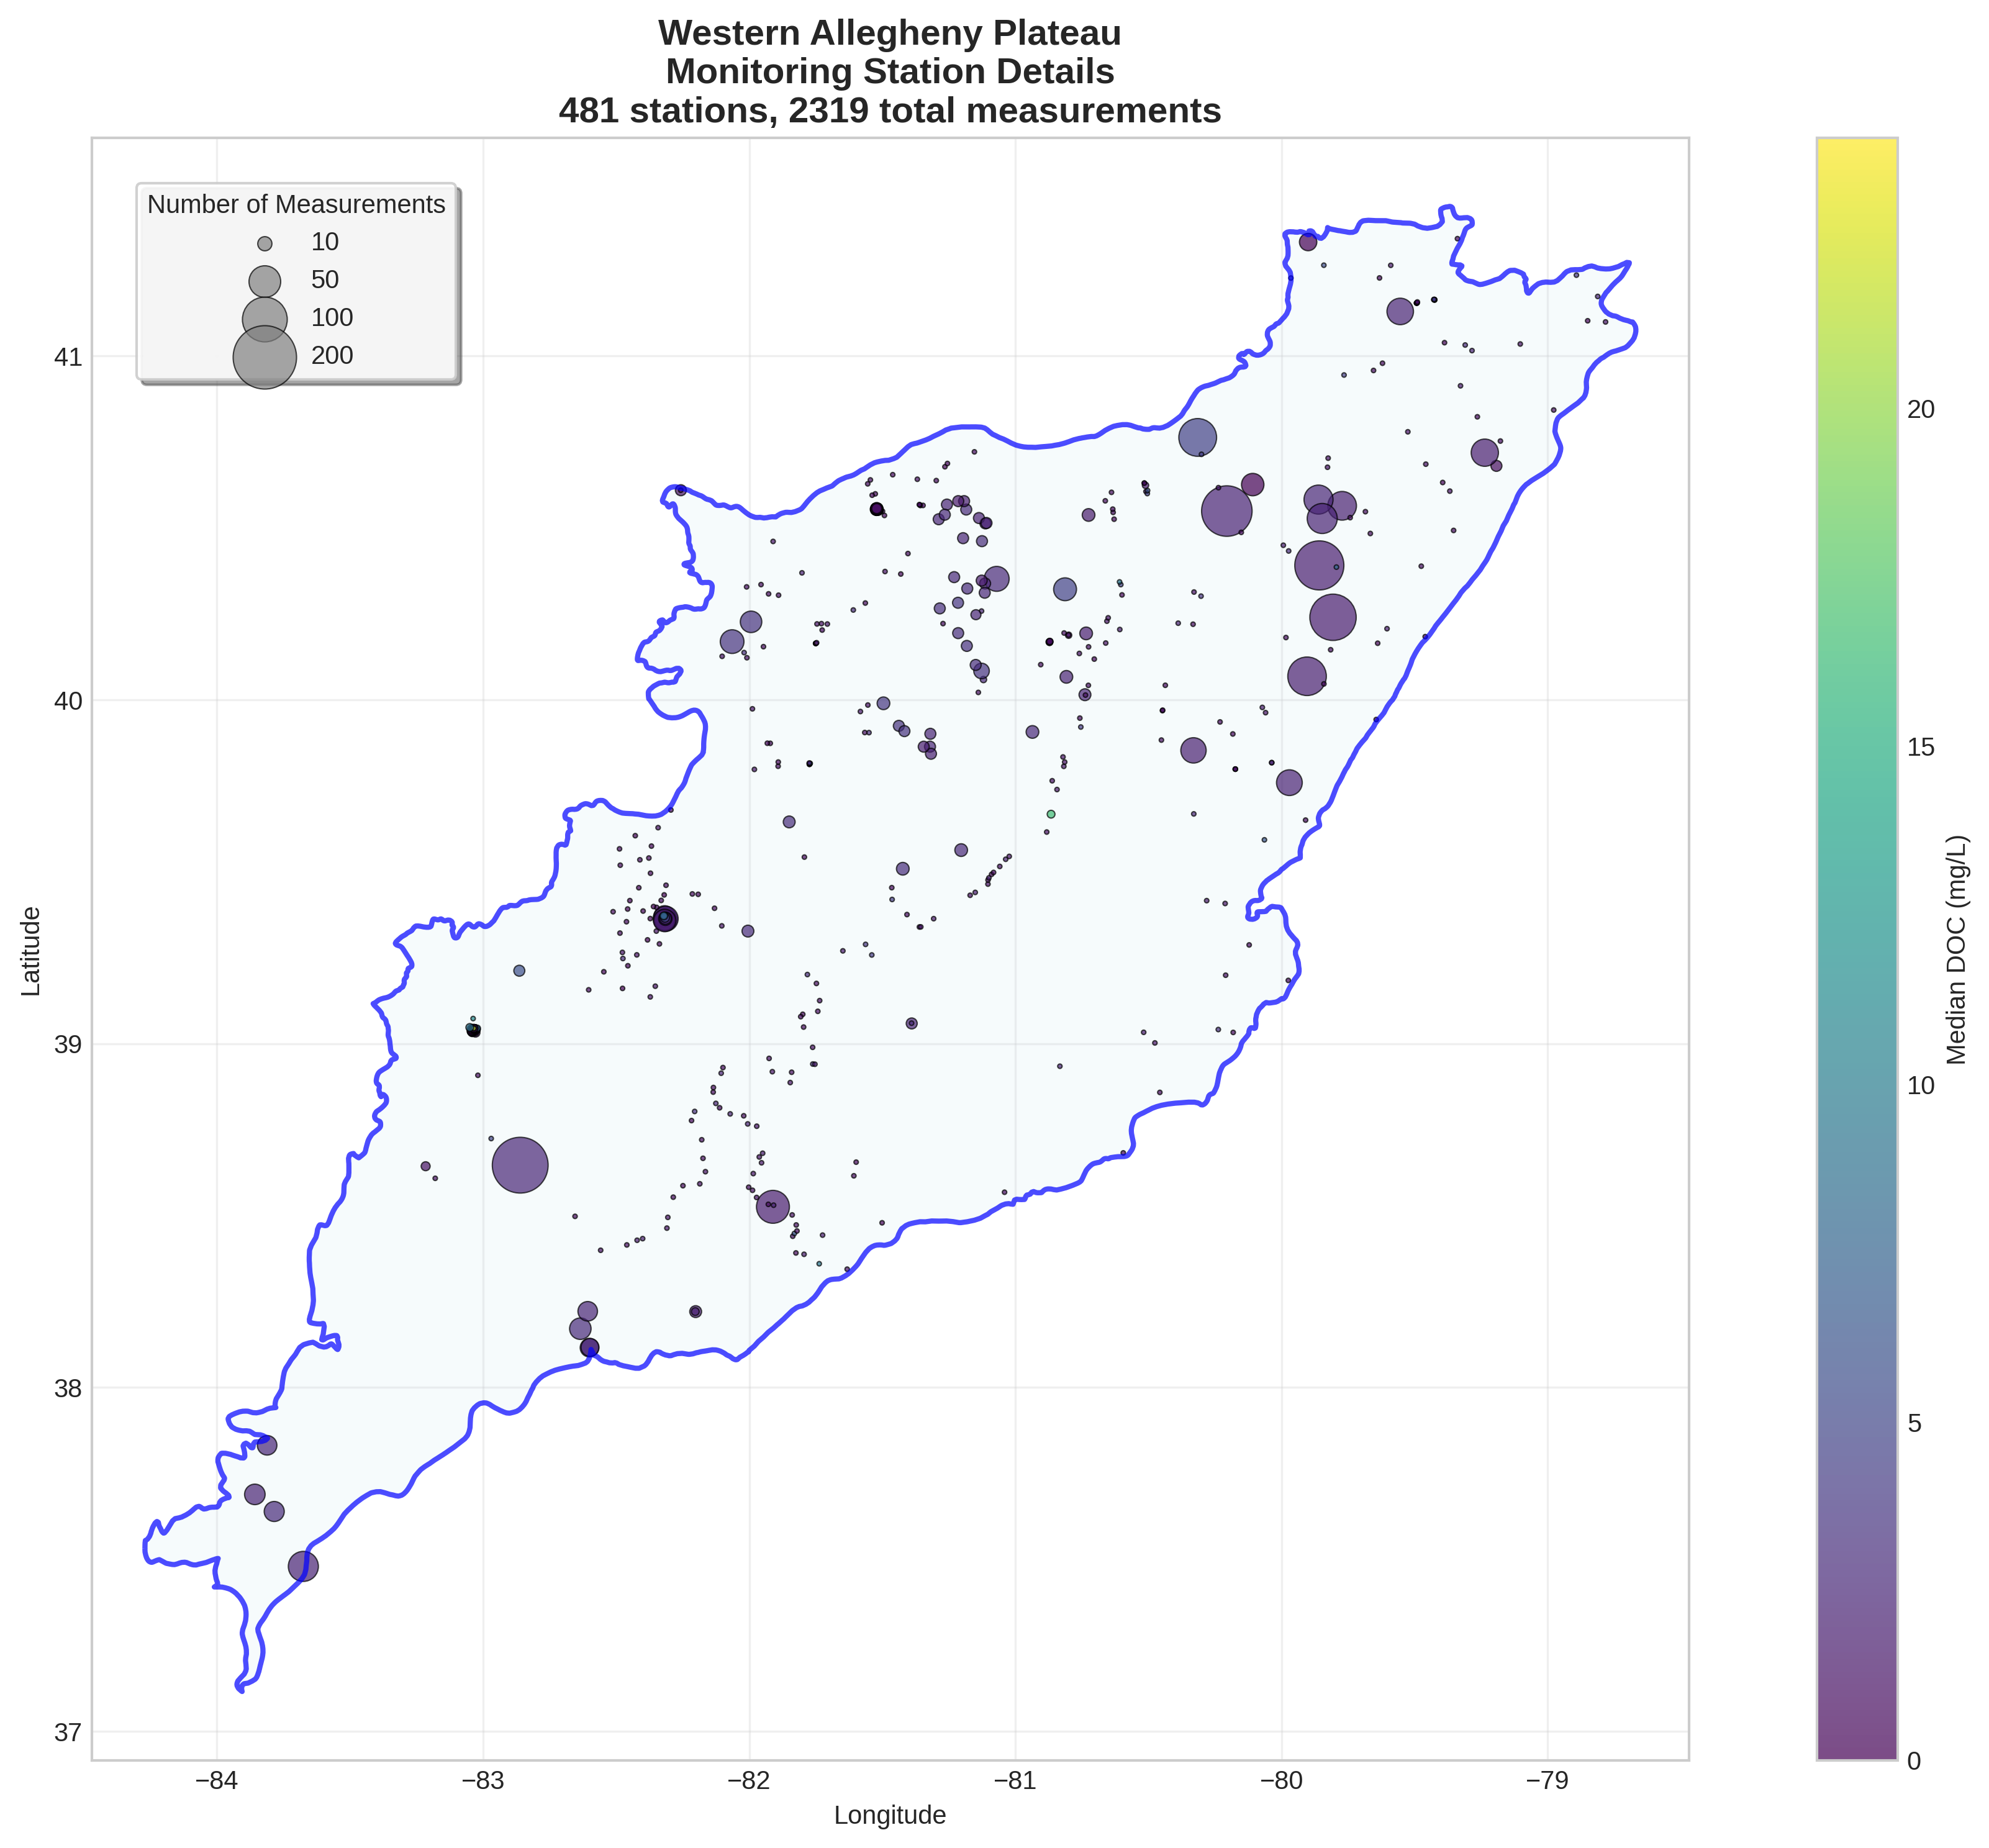 Western Allegheny Plateau
Monitoring Station Details
481 stations, 2319 total measurements
Number of Measurements
10
50
100
200
41
40
39
38
37
Latitude
−84
−83
−82
−81
−80
−79
Longitude
20
15
10
5
0
Median DOC (mg/L)